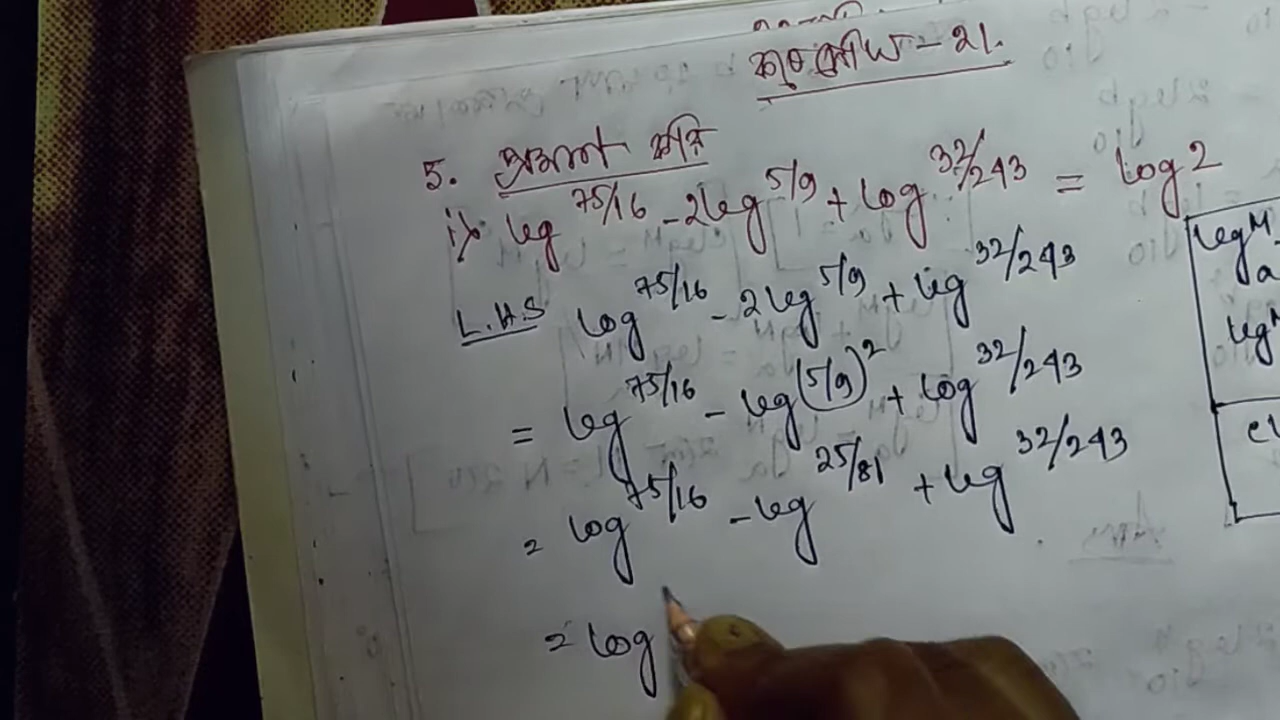 কষে দেখি - 21.
5. প্রমাণ করি
i) log 75/16 - 2log 5/9 + log 32/243 = log 2
L.H.S log 75/16 - 2log 5/9 + log 32/243
= log 75/16 - log (5/9)² + log 32/243
= log 75/16 - log 25/81 + log 32/243
= log
log M
a
log M